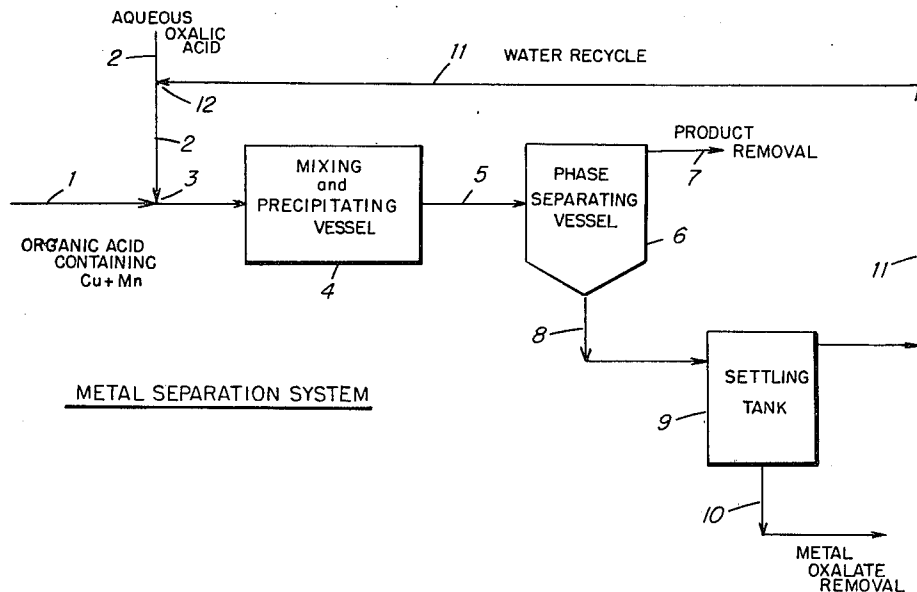 AQUEOUS
OXALIC
ACID
2
11
WATER RECYCLE
12
2
PRODUCT
REMOVAL
7
1
3
MIXING
and
PRECIPITATING
VESSEL
5
PHASE
SEPARATING
VESSEL
6
ORGANIC ACID
CONTAINING
Cu+Mn
4
11
8
METAL SEPARATION SYSTEM
SETTLING
TANK
9
10
METAL
OXALATE
REMOVAL